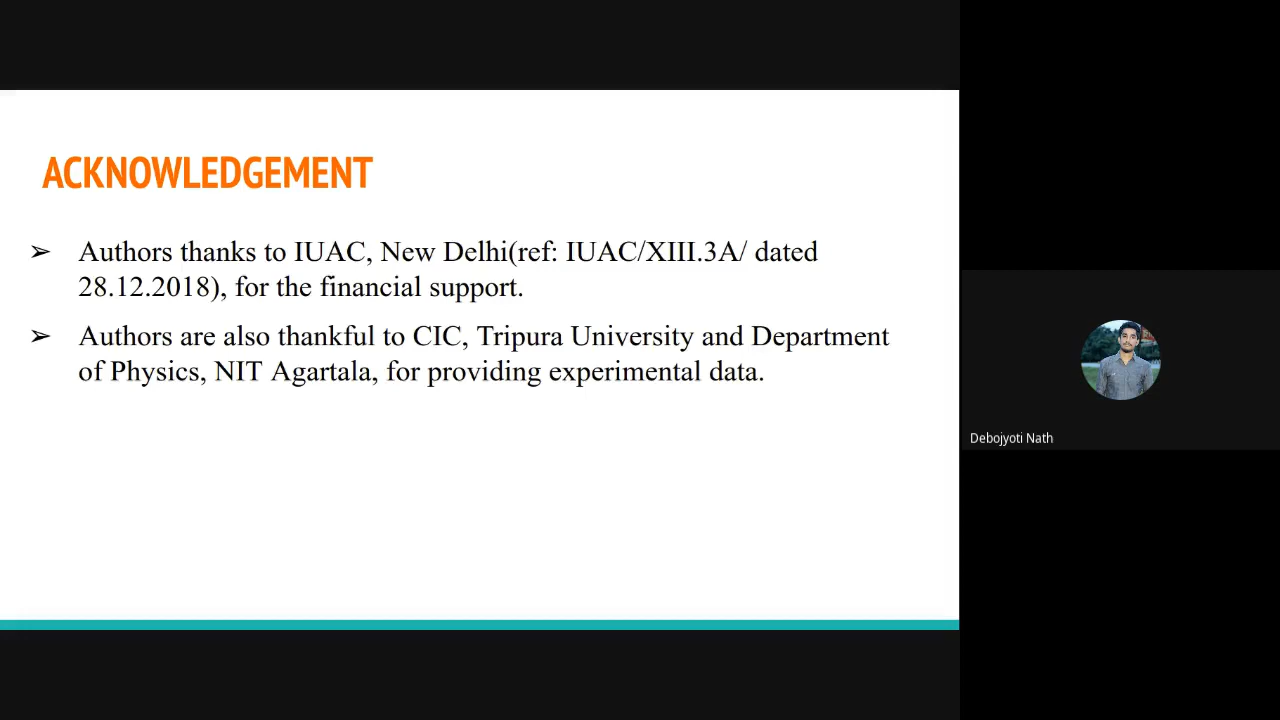 ACKNOWLEDGEMENT
➢ Authors thanks to IUAC, New Delhi(ref: IUAC/XIII.3A/ dated
28.12.2018), for the financial support.
➢ Authors are also thankful to CIC, Tripura University and Department
of Physics, NIT Agartala, for providing experimental data.
Debojyoti Nath